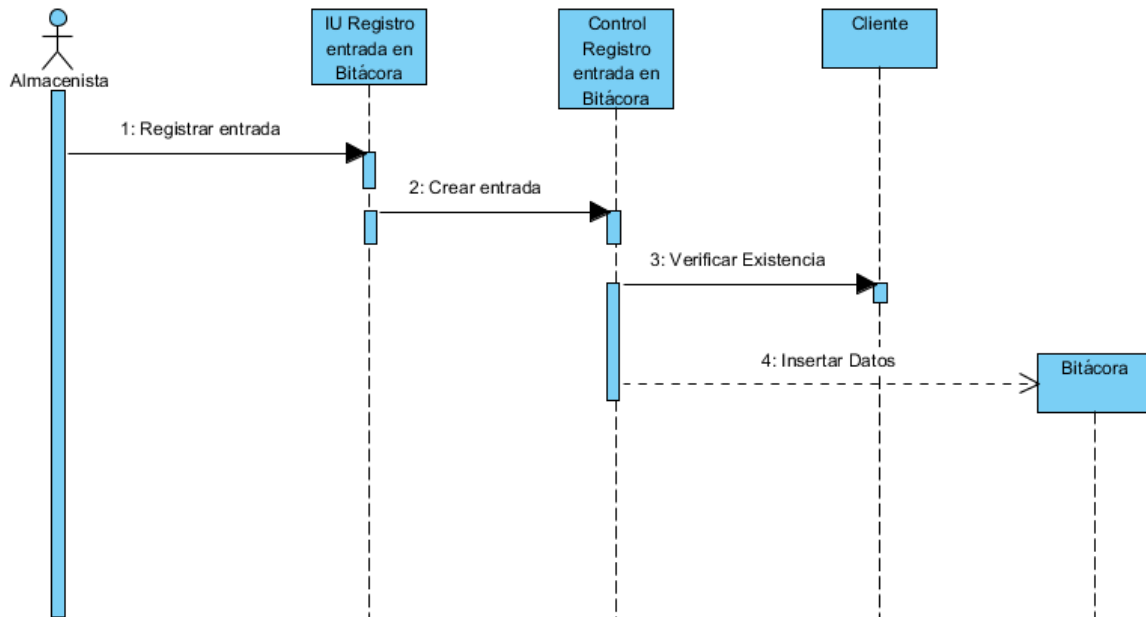 Almacenista
IU Registro
entrada en
Bitácora
Control
Registro
entrada en
Bitácora
Cliente
1: Registrar entrada
2: Crear entrada
3: Verificar Existencia
4: Insertar Datos
Bitácora